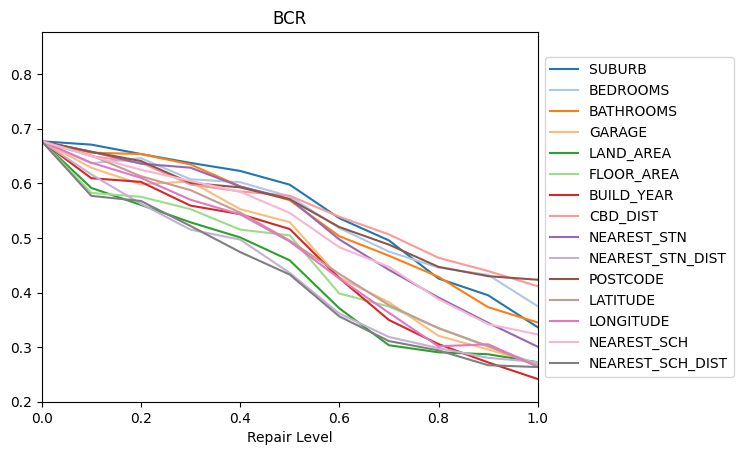 BCR
0.8
0.7
0.6
0.5
0.4
0.3
0.2
0.0 0.2 0.4 0.6 0.8 1.0
Repair Level
SUBURB
BEDROOMS
BATHROOMS
GARAGE
LAND_AREA
FLOOR_AREA
BUILD_YEAR
CBD_DIST
NEAREST_STN
NEAREST_STN_DIST
POSTCODE
LATITUDE
LONGITUDE
NEAREST_SCH
NEAREST_SCH_DIST